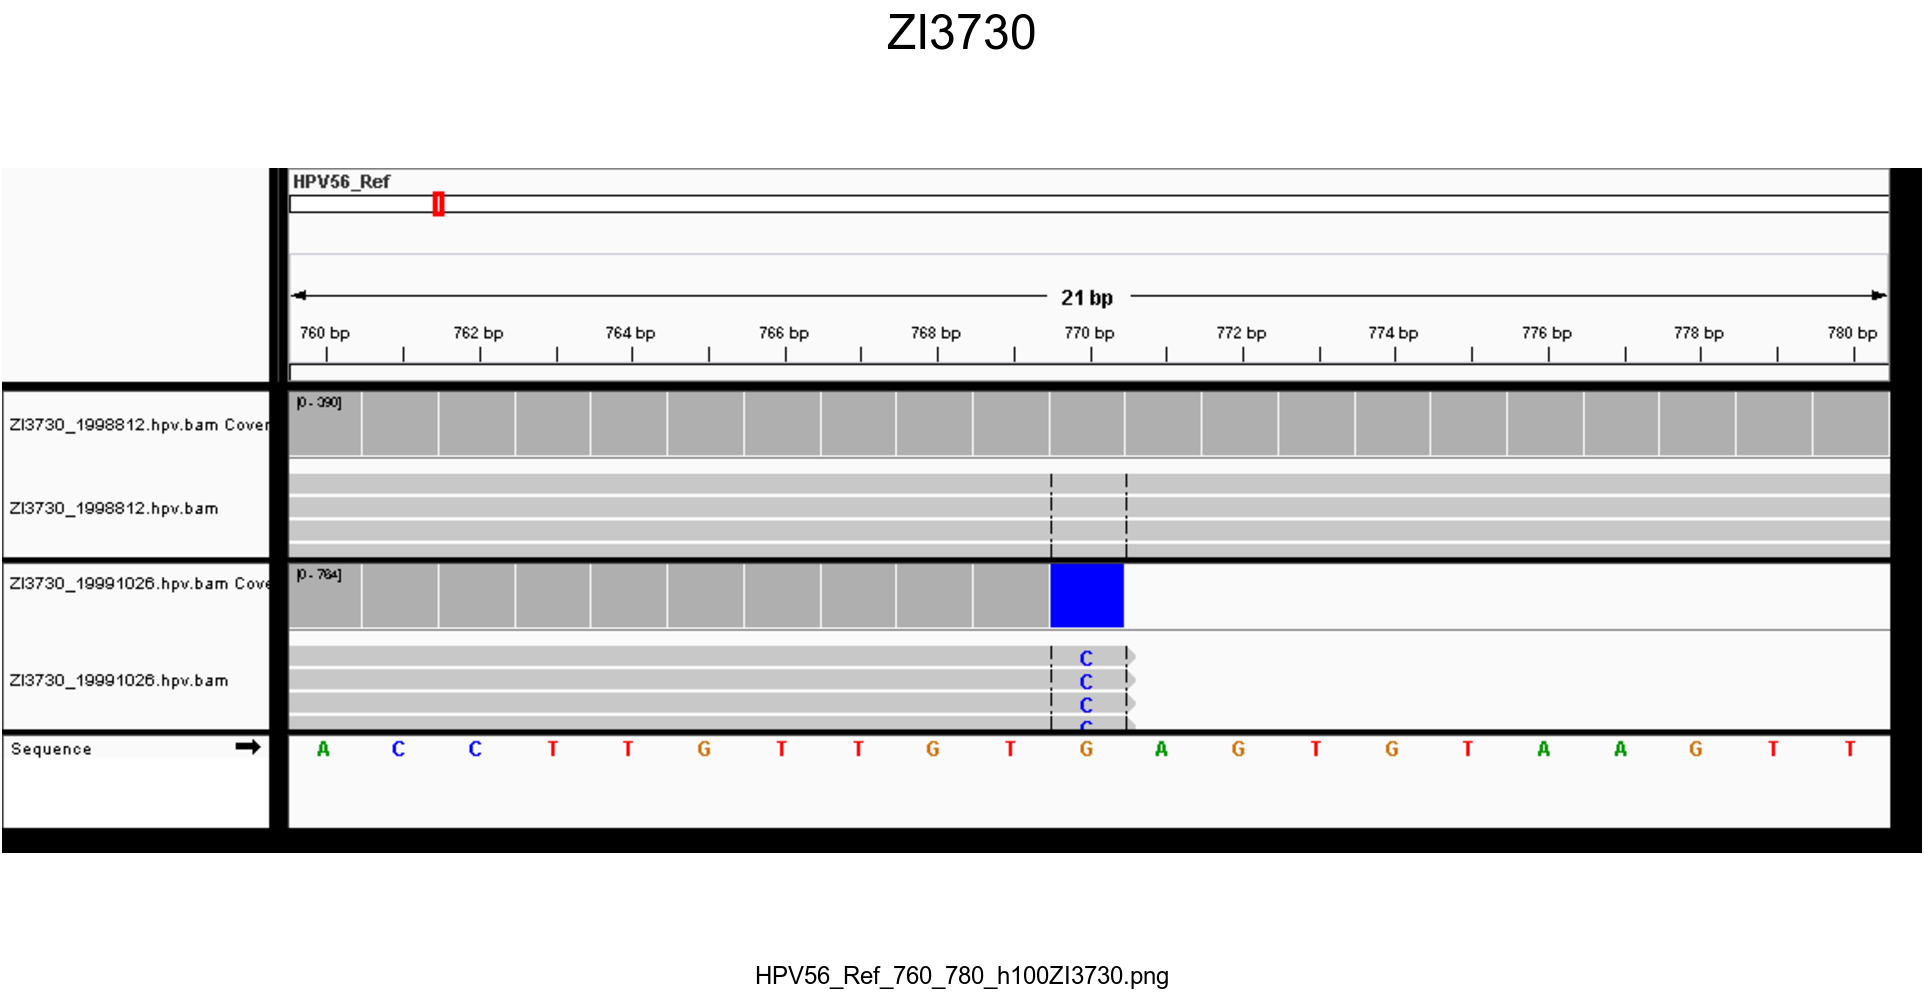 ZI3730
HPV56_Ref
21 bp
760 bp 762 bp 764 bp 766 bp 768 bp 770 bp 772 bp 774 bp 776 bp 778 bp 780 bp
ZI3730_1998812.hpv.bam Cover
[0 - 390]
ZI3730_1998812.hpv.bam
ZI3730_19991026.hpv.bam Cove
[0 - 764]
ZI3730_19991026.hpv.bam
C
C
C
C
Sequence A C C T T G T T G T G A G T G T A A G T T
HPV56_Ref_760_780_h100ZI3730.png